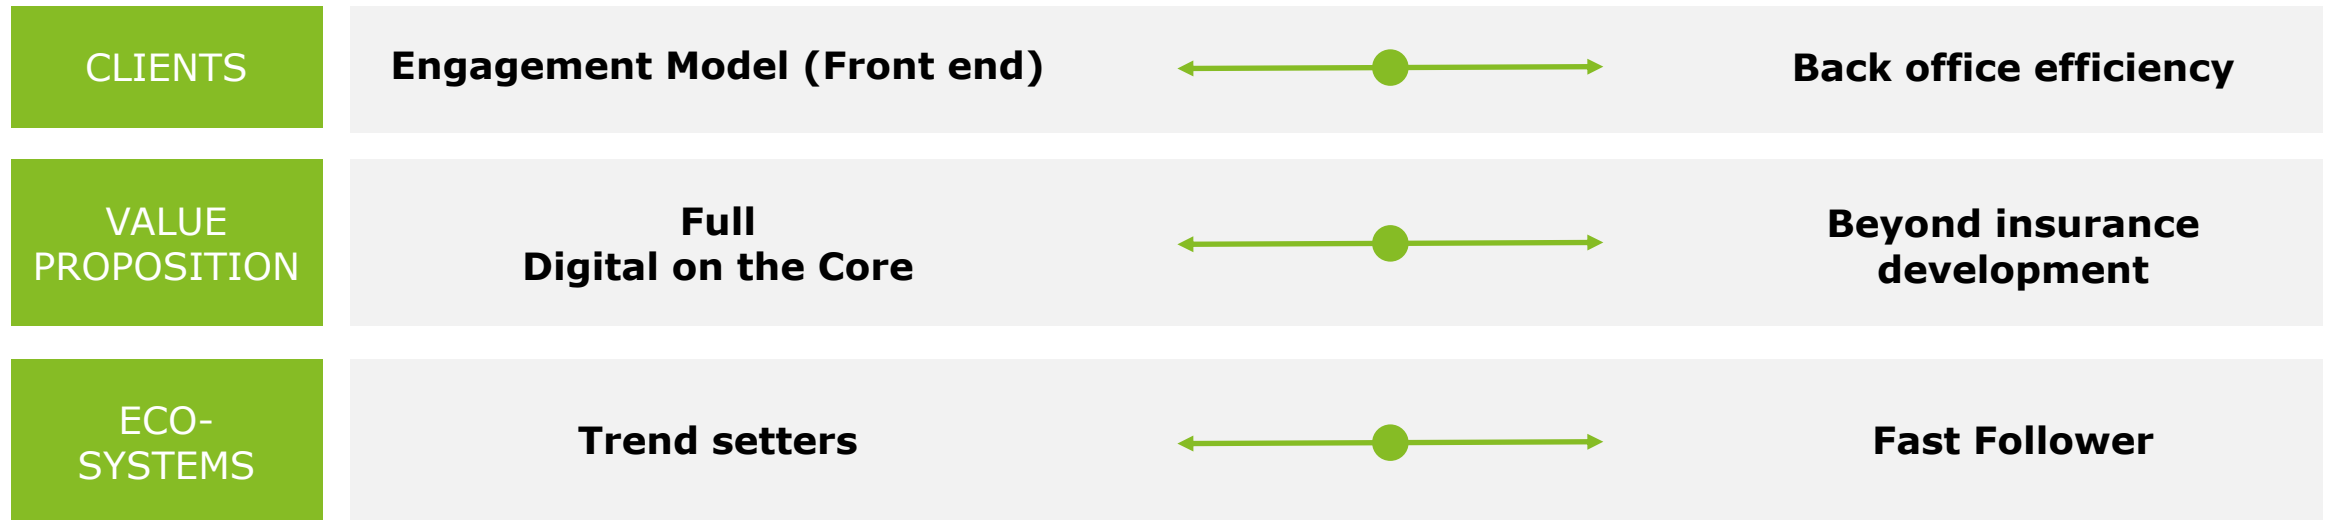 CLIENTS
Engagement Model (Front end)
Back office efficiency
VALUE
PROPOSITION
Full
Digital on the Core
Beyond insurance
development
ECO-
SYSTEMS
Trend setters
Fast Follower